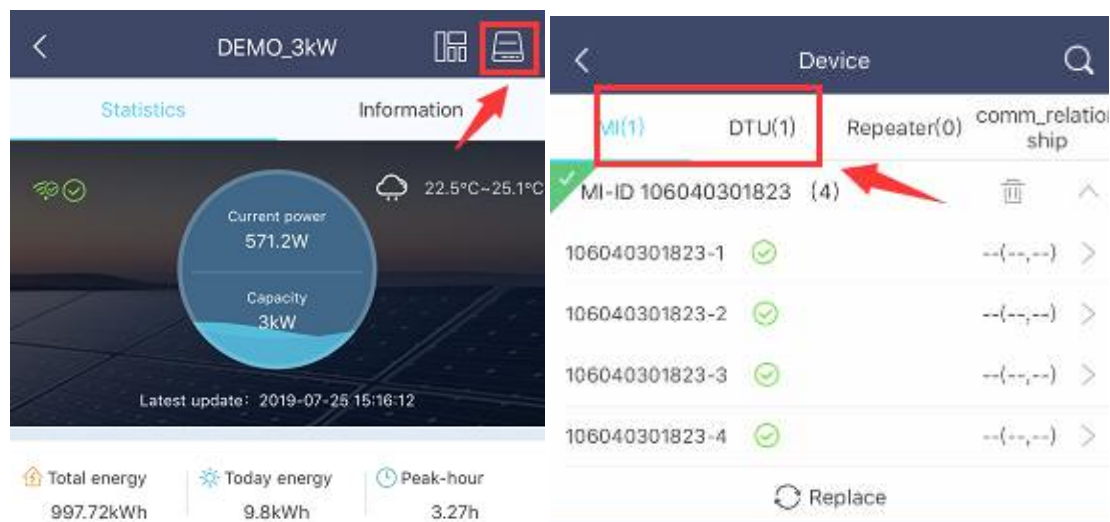 DEMO_3kW
Statistics
Information
22.5°C~25.1°C
Current power
571.2W
Capacity
3kW
Latest update: 2019-07-25 15:16:12
Total energy
Today energy
Peak-hour
997.72kWh
9.8kWh
3.27h
Device
MI(1)
DTU(1)
Repeater(0)
comm_relation
ship
MI-ID 106040301823 (4)
106040301823-1
--(--,--)
106040301823-2
--(--,--)
106040301823-3
--(--,--)
106040301823-4
--(--,--)
Replace